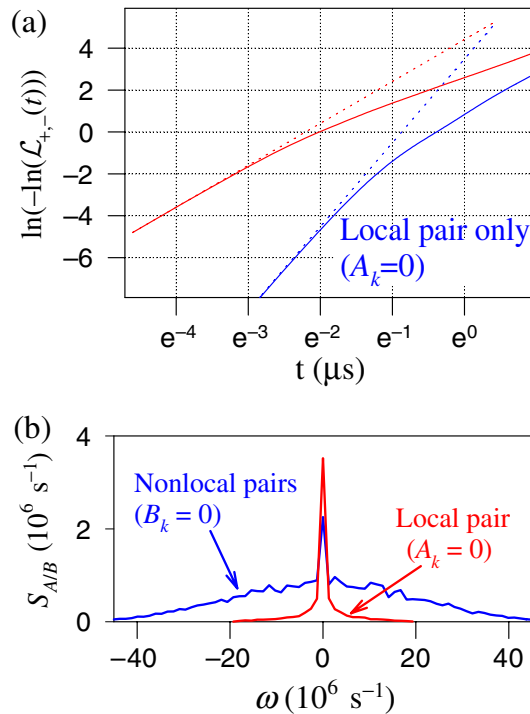 (a)
ln(-ln(ℒ₊,₋(t)))
4
2
0
−2
−4
−6
Local pair only
(Aₖ=0)
e⁻⁴ e⁻³ e⁻² e⁻¹ e⁰
t (μs)
(b)
S_A/B (10⁶ s⁻¹)
4
2
0
Nonlocal pairs
(Bₖ = 0)
Local pair
(Aₖ = 0)
−40 −20 0 20 40
ω (10⁶ s⁻¹)